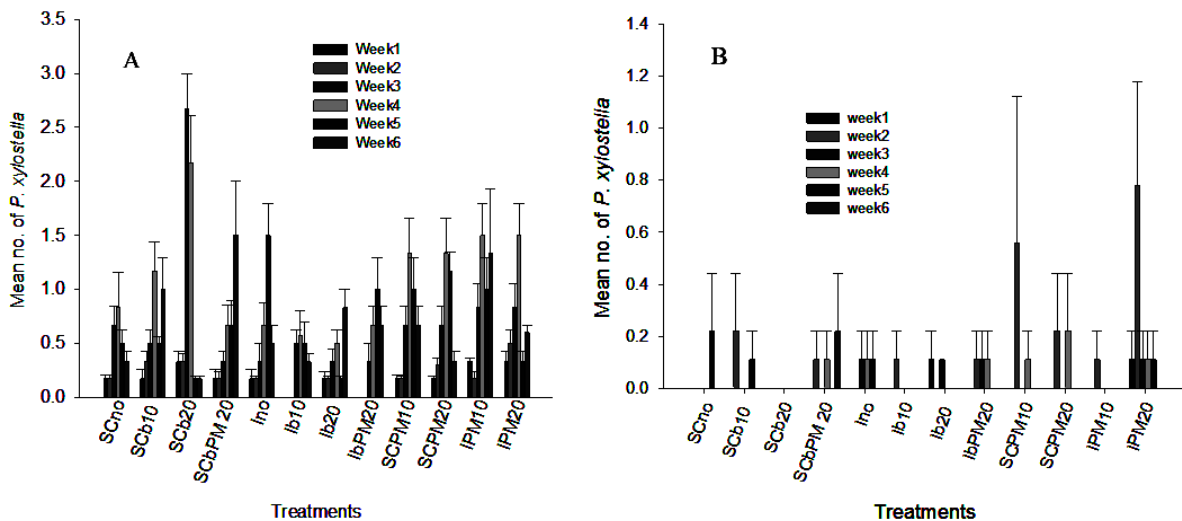 3.5
3.0
2.5
2.0
1.5
1.0
0.5
0.0
Mean no. of P. xylostella
A
Week1
Week2
Week3
Week4
Week5
Week6
SCno
SCb10
SCb20
SCbPM 20
Ino
Ib10
Ib20
IbPM20
SCPM10
SCPM20
IPM10
IPM20
Treatments
1.4
1.2
1.0
0.8
0.6
0.4
0.2
0.0
Mean no. of P. xylostella
B
week1
week2
week3
week4
week5
week6
SCno
SCb10
SCb20
SCbPM 20
Ino
Ib10
Ib20
IbPM20
SCPM10
SCPM20
IPM10
IPM20
Treatments